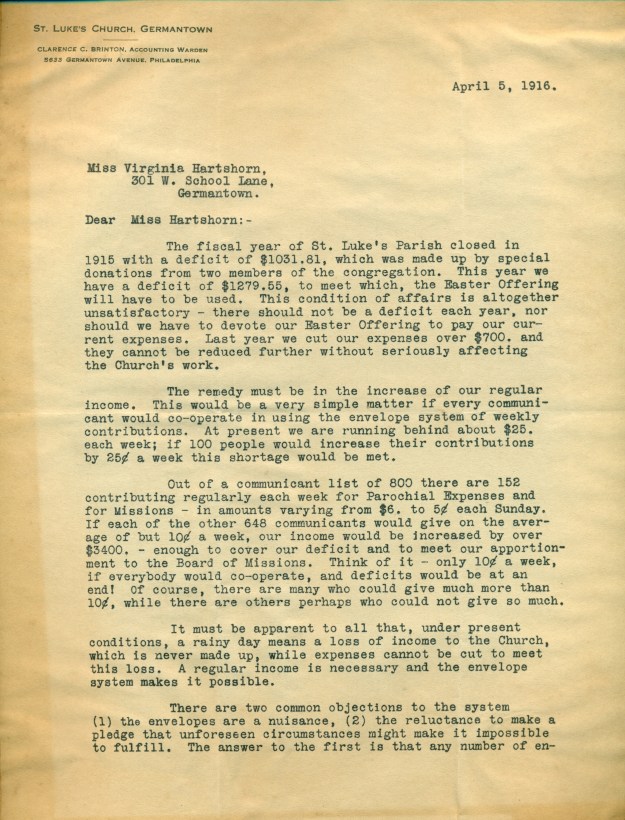 ST. LUKE'S CHURCH, GERMANTOWN
CLARENCE C. BRINTON, ACCOUNTING WARDEN
5633 GERMANTOWN AVENUE, PHILADELPHIA
April 5, 1916.
Miss Virginia Hartshorn,
301 W. School Lane,
Germantown.
Dear Miss Hartshorn:-
The fiscal year of St. Luke's Parish closed in
1915 with a deficit of $1031.81, which was made up by special
donations from two members of the congregation. This year we
have a deficit of $1279.55, to meet which, the Easter Offering
will have to be used. This condition of affairs is altogether
unsatisfactory - there should not be a deficit each year, nor
should we have to devote our Easter Offering to pay our cur-
rent expenses. Last year we cut our expenses over $700. and
they cannot be reduced further without seriously affecting
the Church's work.
The remedy must be in the increase of our regular
income. This would be a very simple matter if every communi-
cant would co-operate in using the envelope system of weekly
contributions. At present we are running behind about $25.
each week; if 100 people would increase their contributions
by 25¢ a week this shortage would be met.
Out of a communicant list of 800 there are 152
contributing regularly each week for Parochial Expenses and
for Missions - in amounts varying from $6. to 5¢ each Sunday.
If each of the other 648 communicants would give on the aver-
age of but 10¢ a week, our income would be increased by over
$3400. - enough to cover our deficit and to meet our apportion-
ment to the Board of Missions. Think of it - only 10¢ a week,
if everybody would co-operate, and deficits would be at an
end! Of course, there are many who could give much more than
10¢, while there are others perhaps who could not give so much.
It must be apparent to all that, under present
conditions, a rainy day means a loss of income to the Church,
which is never made up, while expenses cannot be cut to meet
this loss. A regular income is necessary and the envelope
system makes it possible.
There are two common objections to the system
(1) the envelopes are a nuisance, (2) the reluctance to make a
pledge that unforeseen circumstances might make it impossible
to fulfill. The answer to the first is that any number of en-